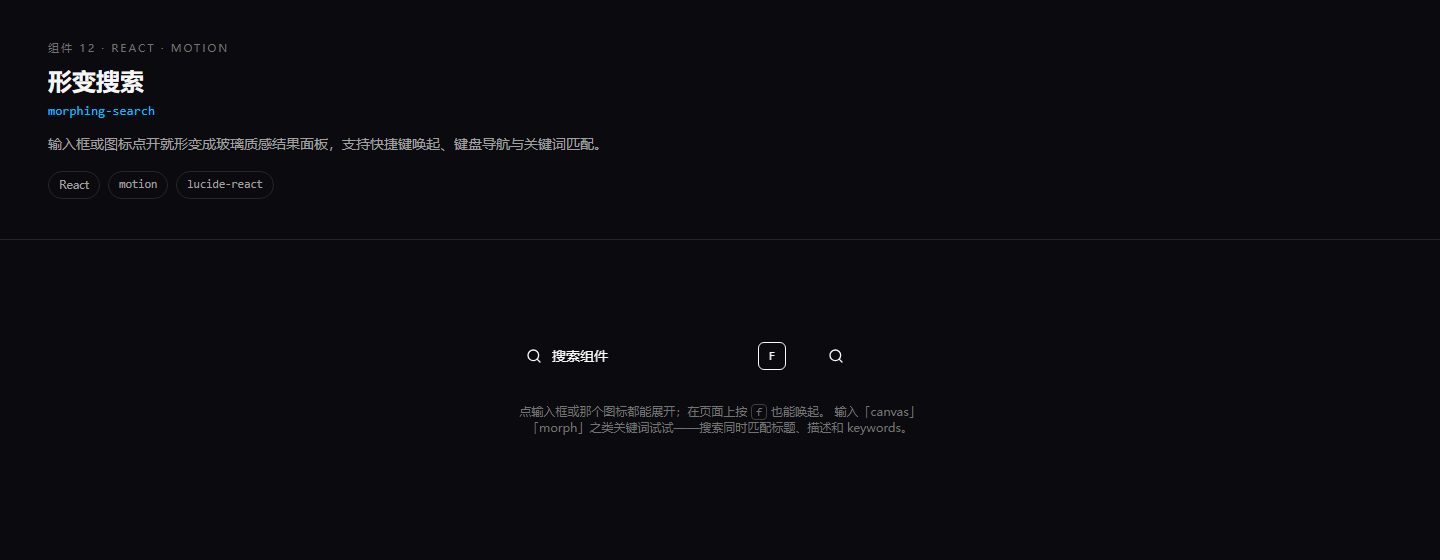 组件 12 · REACT · MOTION
形变搜索
morphing-search
输入框或图标点开就形变成玻璃质感结果面板，支持快捷键唤起、键盘导航与关键词匹配。
React motion lucide-react
搜索组件 F
点输入框或那个图标都能展开；在页面上按 f 也能唤起。 输入「canvas」
「morph」之类关键词试试——搜索同时匹配标题、描述和 keywords。